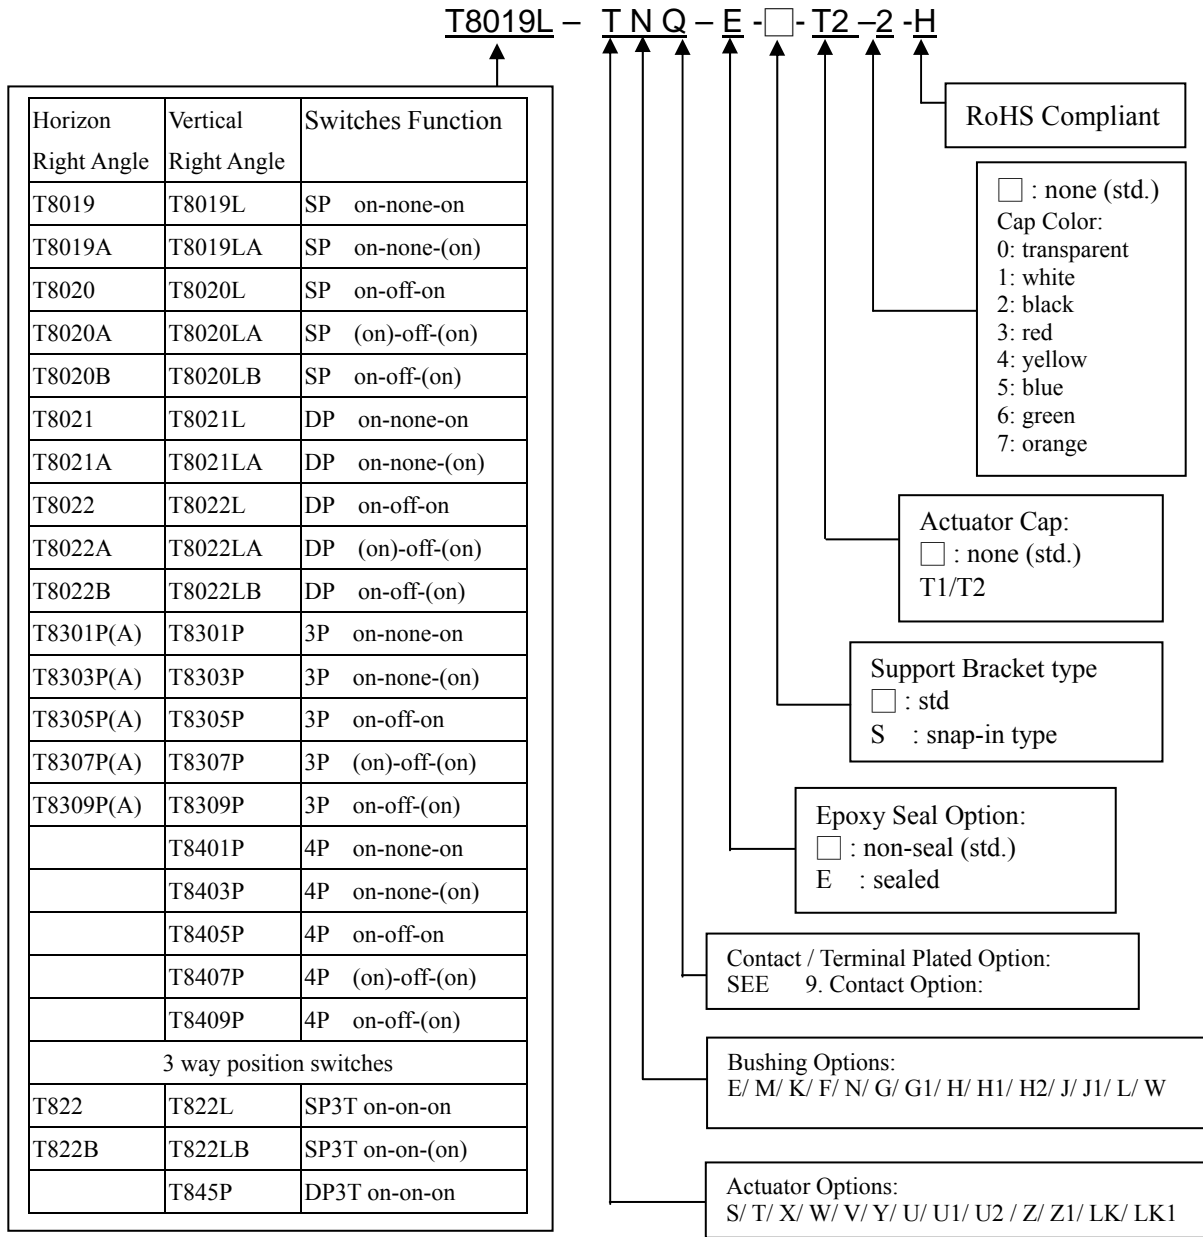 T8019L – T N Q – E -□- T2 –2 -H
Horizon Right Angle Vertical Right Angle Switches Function
T8019 T8019L SP on-none-on
T8019A T8019LA SP on-none-(on)
T8020 T8020L SP on-off-on
T8020A T8020LA SP (on)-off-(on)
T8020B T8020LB SP on-off-(on)
T8021 T8021L DP on-none-on
T8021A T8021LA DP on-none-(on)
T8022 T8022L DP on-off-on
T8022A T8022LA DP (on)-off-(on)
T8022B T8022LB DP on-off-(on)
T8301P(A) T8301P 3P on-none-on
T8303P(A) T8303P 3P on-none-(on)
T8305P(A) T8305P 3P on-off-on
T8307P(A) T8307P 3P (on)-off-(on)
T8309P(A) T8309P 3P on-off-(on)
T8401P 4P on-none-on
T8403P 4P on-none-(on)
T8405P 4P on-off-on
T8407P 4P (on)-off-(on)
T8409P 4P on-off-(on)
3 way position switches
T822 T822L SP3T on-on-on
T822B T822LB SP3T on-on-(on)
T845P DP3T on-on-on
RoHS Compliant
□ : none (std.)
Cap Color:
0: transparent
1: white
2: black
3: red
4: yellow
5: blue
6: green
7: orange
Actuator Cap:
□ : none (std.)
T1/T2
Support Bracket type
□ : std
S : snap-in type
Epoxy Seal Option:
□ : non-seal (std.)
E : sealed
Contact / Terminal Plated Option:
SEE 9. Contact Option:
Bushing Options:
E/ M/ K/ F/ N/ G/ G1/ H/ H1/ H2/ J/ J1/ L/ W
Actuator Options:
S/ T/ X/ W/ V/ Y/ U/ U1/ U2 / Z/ Z1/ LK/ LK1